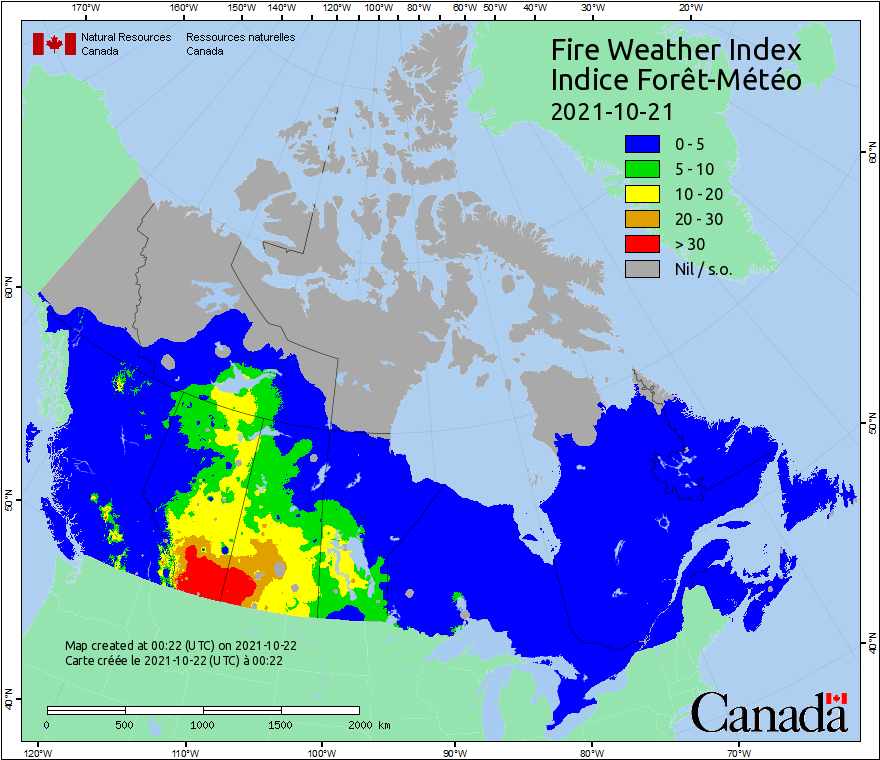 170°W 160°W 150°W 140°W 130°W 120°W 110°W 100°W 90°W 80°W 60°W 50°W 40°W 30°W 20°W
Natural Resources Ressources naturelles
Canada Canada
Fire Weather Index
Indice Forêt-Météo
2021-10-21
0 - 5
5 - 10
10 - 20
20 - 30
> 30
Nil / s.o.
60°N
60°N
50°N
50°N
40°N
40°N
Map created at 00:22 (UTC) on 2021-10-22
Carte créée le 2021-10-22 (UTC) à 00:22
0 500 1000 1500 2000 km
Canada
120°W 110°W 100°W 90°W 80°W 70°W